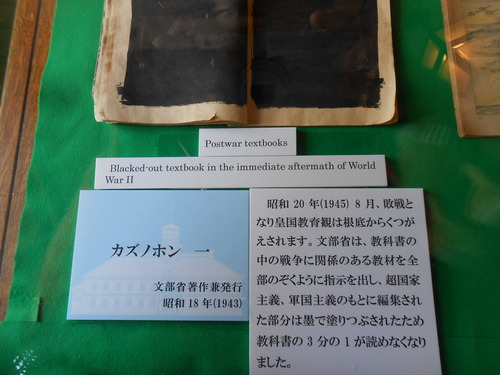 Postwar textbooks
Blacked-out textbook in the immediate aftermath of World
War II
カズノホン　一
文部省著作兼発行
昭和 18 年(1943)
昭和 20 年(1945) 8 月、敗戦と
なり皇国教育観は根底からくつが
えされます。文部省は、教科書の
中の戦争に関係のある教材を全
部のぞくように指示を出し、超国家
主義、軍国主義のもとに編集され
た部分は墨で塗りつぶされたため
教科書の 3 分の 1 が読めなくなり
ました。